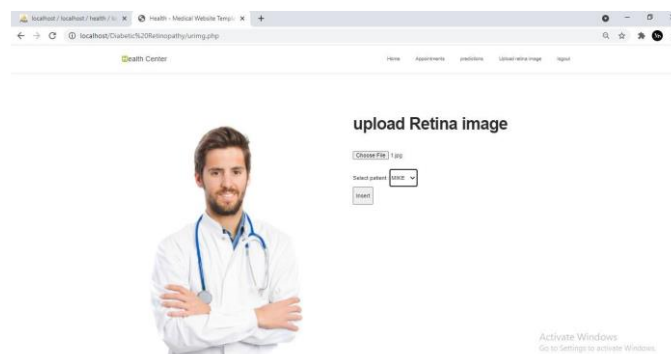 localhost / localhost / health / 
Health - Medical Website Templ
localhost/Diabetic%20Retinopathy/urimg.php
Health Center
Home Appointments predictions Upload retina image logout
upload Retina image
Choose File 1.jpg
Select patient: MIKE
Insert
Activate Windows
Go to Settings to activate Windows.